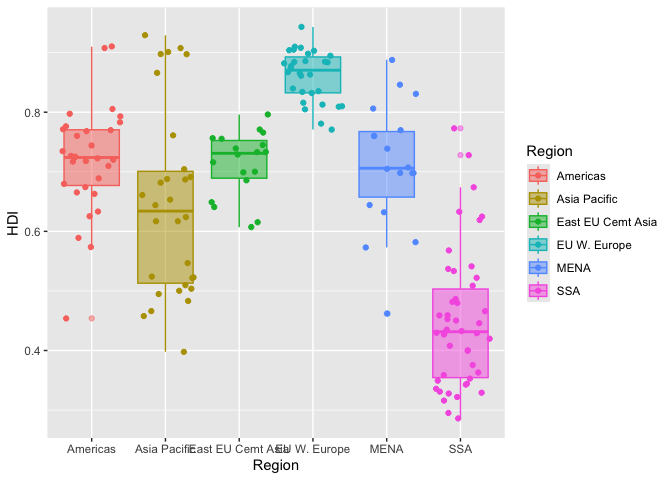 0.8
0.6
0.4
HDI
Americas
Asia Pacific
East EU Cemt Asia
EU W. Europe
MENA
SSA
Region
Region
Americas
Asia Pacific
East EU Cemt Asia
EU W. Europe
MENA
SSA